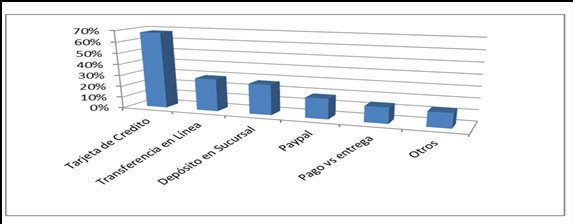 70%
60%
50%
40%
30%
20%
10%
0%
Tarjeta de Credito
Transferencia en Línea
Depósito en Sucursal
Paypal
Pago vs entrega
Otros